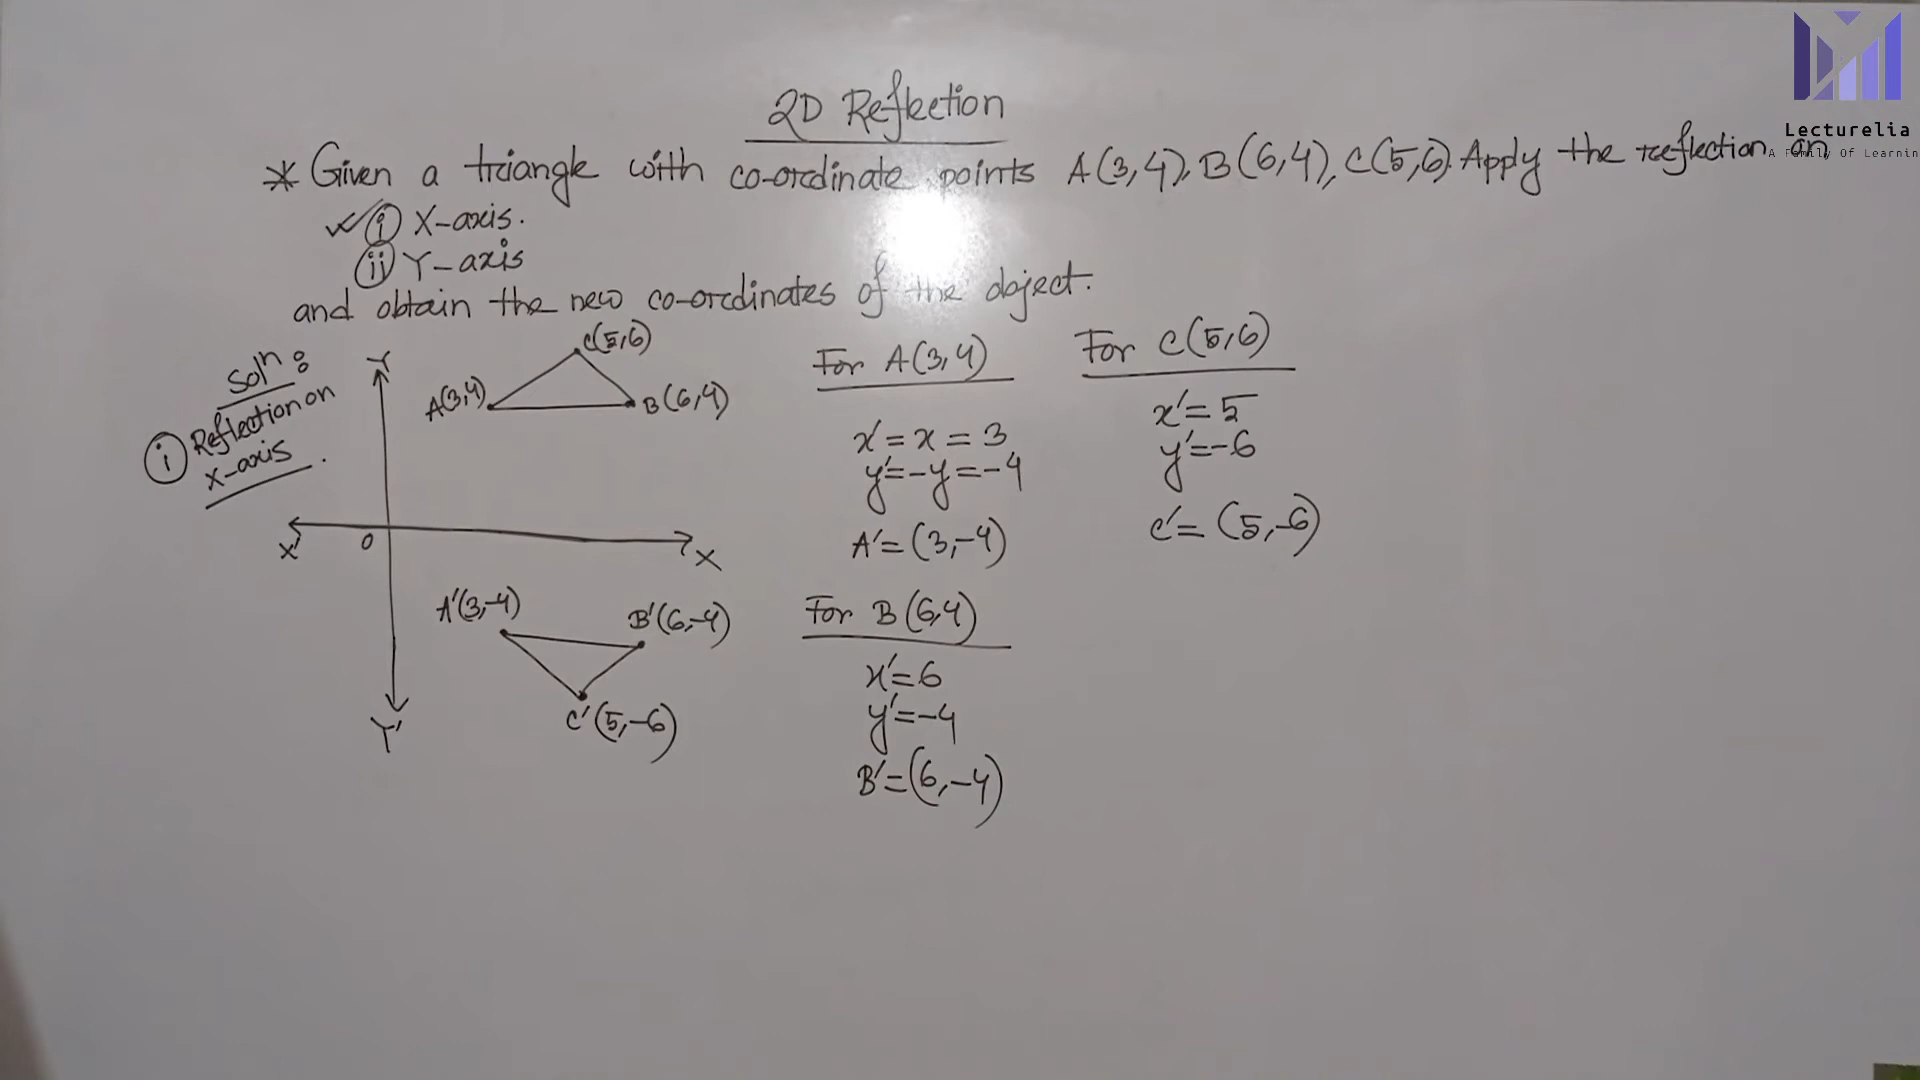 2D Reflection
* Given a triangle with co-ordinate points A(3,4), B(6,4), C(5,6). Apply the reflection on
✓ (i) X-axis.
(ii) Y-axis
and obtain the new co-ordinates of the object.
Solⁿ:
(i) Reflection on
X-axis.
Y
C(5,6)
A(3,4)
B(6,4)
X'
O
X
A'(3,-4)
B'(6,-4)
C'(5,-6)
Y'
For A(3,4)
x'=x=3
y'=-y=-4
A'=(3,-4)
For B(6,4)
x'=6
y'=-4
B'=(6,-4)
For C(5,6)
x'=5
y'=-6
C'=(5,-6)
Lecturelia
A Family Of Learnin